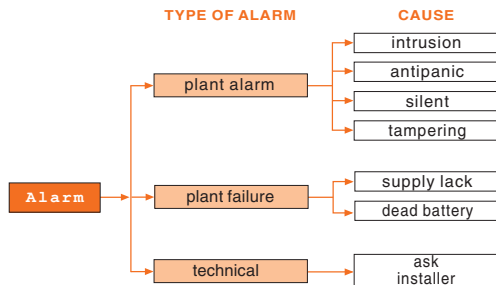 TYPE OF ALARM
CAUSE
plant alarm
intrusion
antipanic
silent
tampering
Alarm
plant failure
supply lack
dead battery
technical
ask
installer